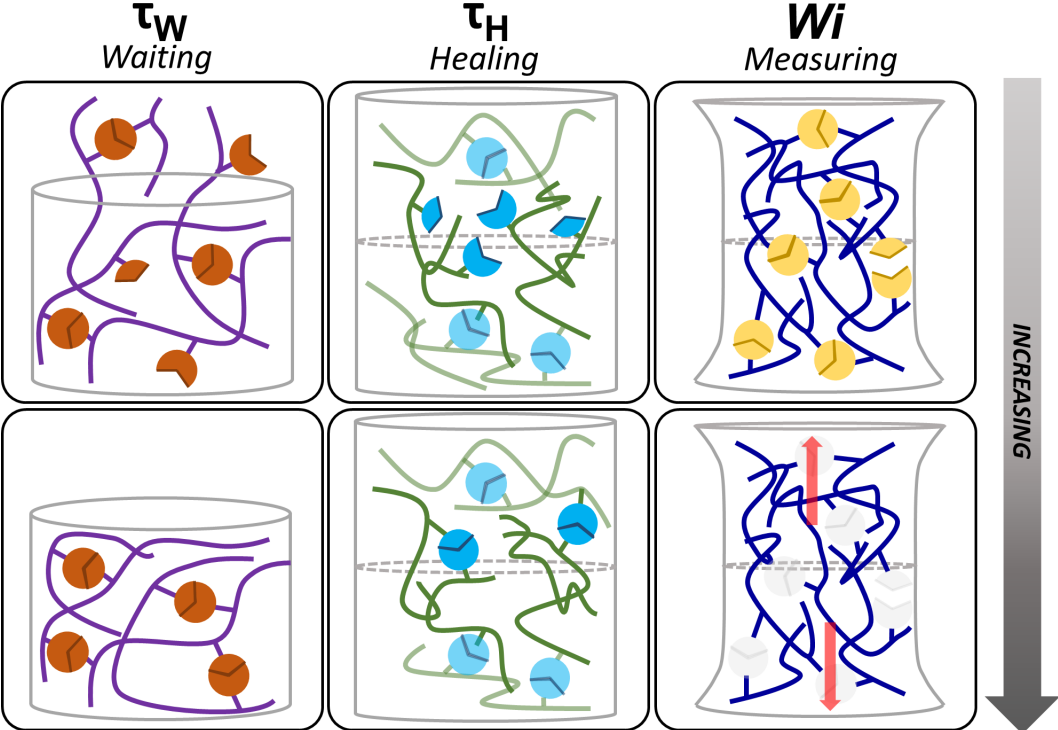 τW
Waiting
τH
Healing
Wi
Measuring
INCREASING